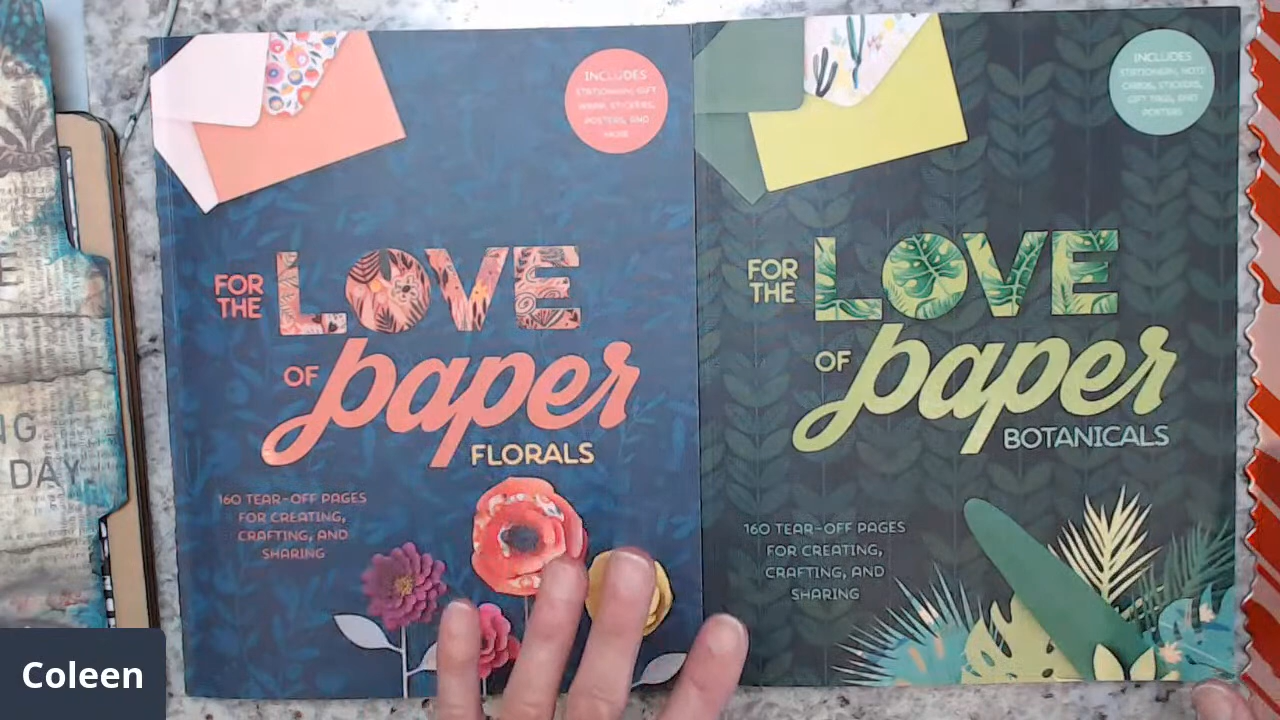 E
NG
DAY
INCLUDES
STATIONERY, GIFT
WRAP, STICKERS,
POSTERS, AND
MORE
FOR
THE
LOVE
OF paper
FLORALS
160 TEAR-OFF PAGES
FOR CREATING,
CRAFTING, AND
SHARING
INCLUDES
STATIONERY, NOTE
CARDS, STICKERS,
GIFT TAGS, AND
POSTERS
FOR
THE
LOVE
OF paper
BOTANICALS
160 TEAR-OFF PAGES
FOR CREATING,
CRAFTING, AND
SHARING
Coleen